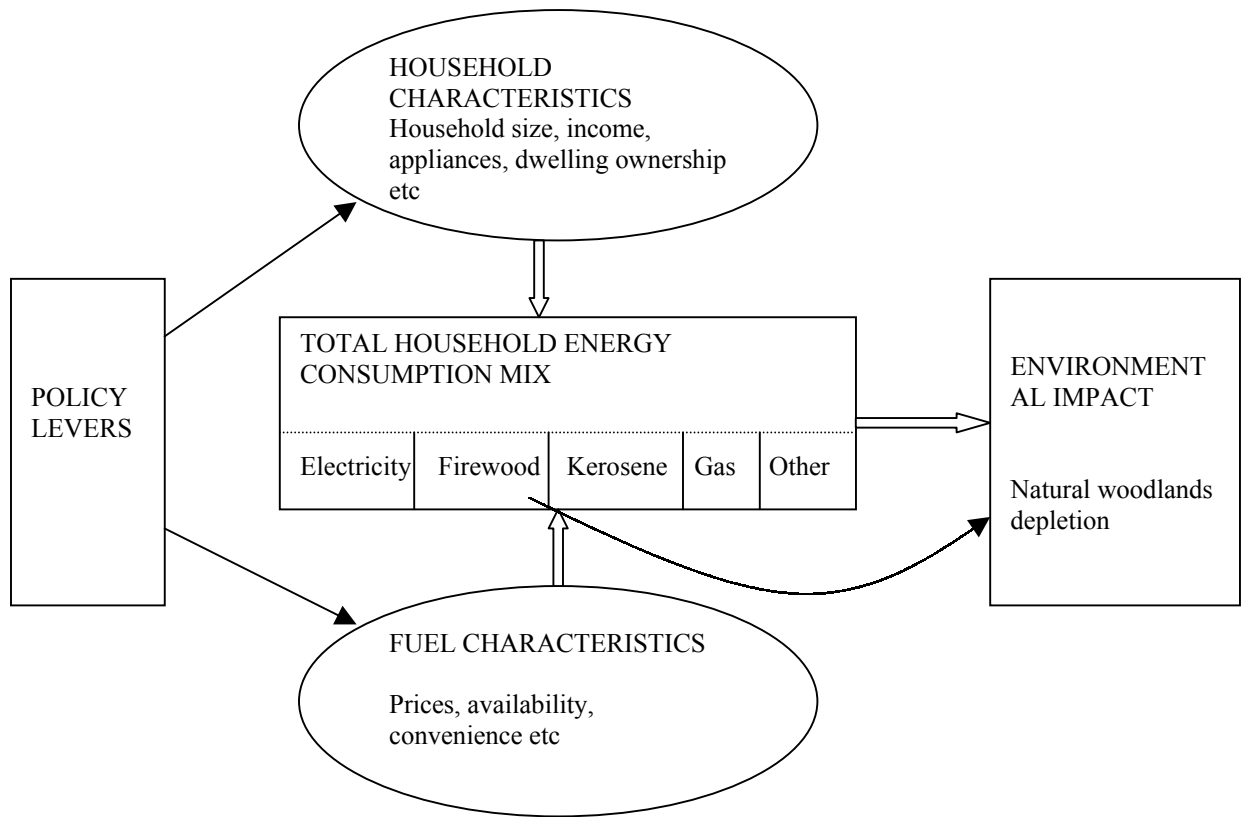 HOUSEHOLD
CHARACTERISTICS
Household size, income,
appliances, dwelling ownership
etc
POLICY
LEVERS
TOTAL HOUSEHOLD ENERGY
CONSUMPTION MIX
Electricity
Firewood
Kerosene
Gas
Other
ENVIRONMENT
AL IMPACT
Natural woodlands
depletion
FUEL CHARACTERISTICS
Prices, availability,
convenience etc